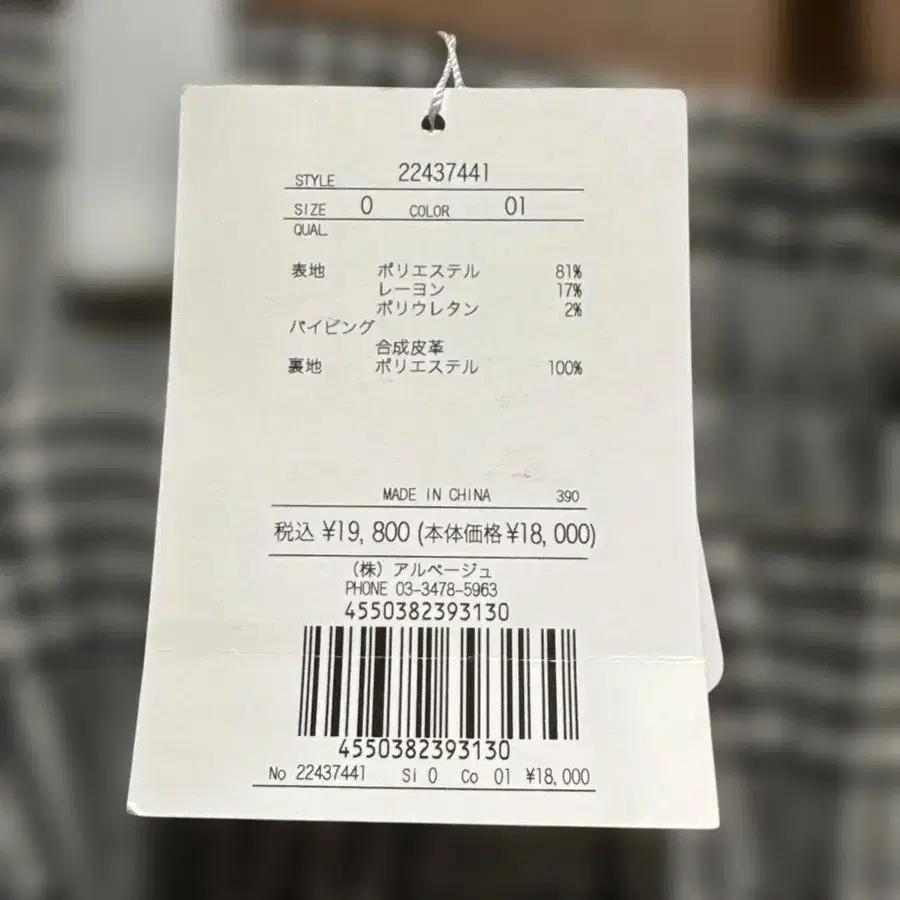 STYLE 22437441
SIZE 0 COLOR 01
QUAL.
表地 ポリエステル 81%
レーヨン 17%
ポリウレタン 2%
パイピング
合成皮革
裏地 ポリエステル 100%
MADE IN CHINA 390
税込 ¥19,800 (本体価格¥18,000)
(株) アルページュ
PHONE 03-3478-5963
4550382393130
4550382393130
No 22437441 Si 0 Co 01 ¥18,000